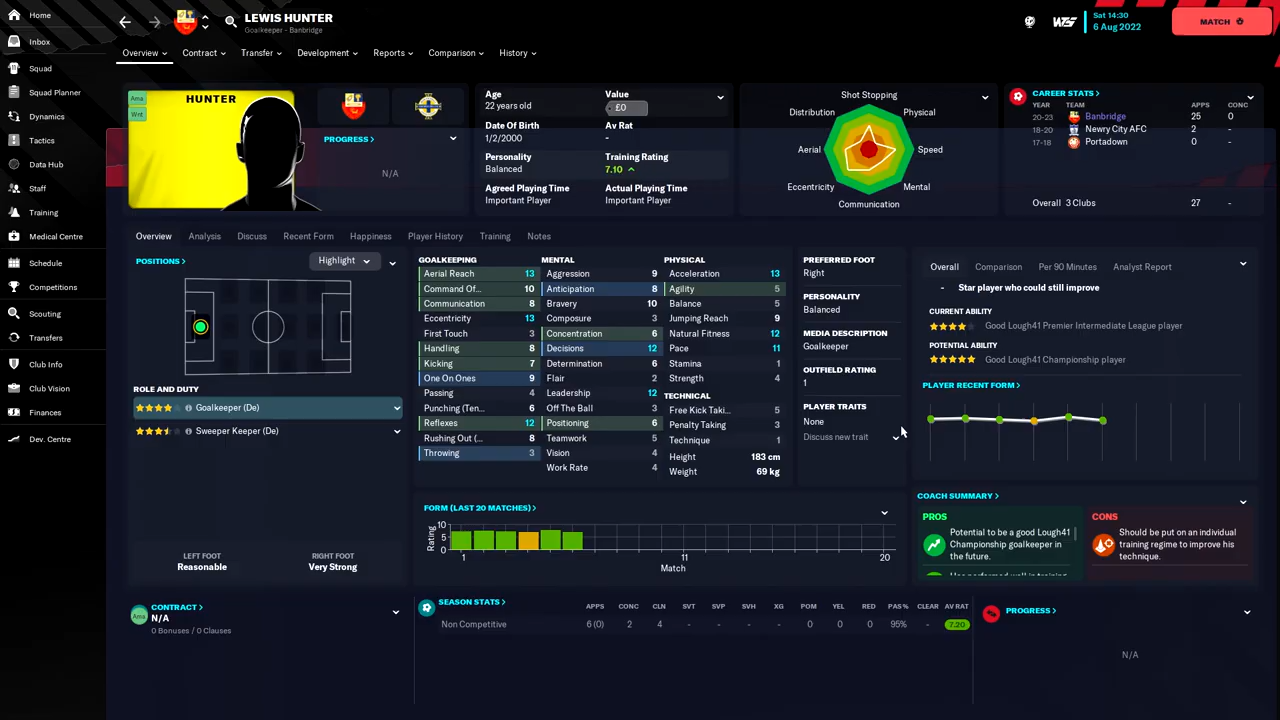 Home
Inbox
Squad
Squad Planner
Dynamics
Tactics
Data Hub
Staff
Training
Medical Centre
Schedule
Competitions
Scouting
Transfers
Club Info
Club Vision
Finances
Dev. Centre
LEWIS HUNTER
Goalkeeper - Banbridge
Sat 14:30
6 Aug 2022
MATCH
Overview Contract Transfer Development Reports Comparison History
Ama
Wnt
HUNTER
PROGRESS >
N/A
Age
22 years old
Value
£0
Date Of Birth
1/2/2000
Av Rat
-
Personality
Balanced
Training Rating
7.10
Agreed Playing Time
Important Player
Actual Playing Time
Important Player
Shot Stopping
Distribution Physical
Aerial Speed
Eccentricity Mental
Communication
CAREER STATS >
YEAR TEAM APPS CONC
20-23 Banbridge 25 0
18-20 Newry City AFC 2 -
17-18 Portadown 0 -
Overall 3 Clubs 27 -
Overview Analysis Discuss Recent Form Happiness Player History Training Notes
POSITIONS >
Highlight
ROLE AND DUTY
Goalkeeper (De)
Sweeper Keeper (De)
LEFT FOOT
Reasonable
RIGHT FOOT
Very Strong
GOALKEEPING
Aerial Reach 13
Command Of... 10
Communication 8
Eccentricity 13
First Touch 3
Handling 8
Kicking 7
One On Ones 9
Passing 4
Punching (Ten... 6
Reflexes 12
Rushing Out (... 8
Throwing 3
MENTAL
Aggression 9
Anticipation 8
Bravery 10
Composure 3
Concentration 6
Decisions 12
Determination 6
Flair 2
Leadership 12
Off The Ball 3
Positioning 6
Teamwork 5
Vision 4
Work Rate 4
PHYSICAL
Acceleration 13
Agility 5
Balance 5
Jumping Reach 9
Natural Fitness 12
Pace 11
Stamina 1
Strength 4
TECHNICAL
Free Kick Taki... 5
Penalty Taking 3
Technique 1
Height 183 cm
Weight 69 kg
PREFERRED FOOT
Right
PERSONALITY
Balanced
MEDIA DESCRIPTION
Goalkeeper
OUTFIELD RATING
1
PLAYER TRAITS
None
Discuss new trait
Overall Comparison Per 90 Minutes Analyst Report
- Star player who could still improve
CURRENT ABILITY
Good Lough41 Premier Intermediate League player
POTENTIAL ABILITY
Good Lough41 Championship player
PLAYER RECENT FORM >
FORM (LAST 20 MATCHES) >
Rating
10
5
0
1 11 20
Match
COACH SUMMARY >
PROS
Potential to be a good Lough41
Championship goalkeeper in
the future.
Has performed well in training
CONS
Should be put on an individual
training regime to improve his
technique.
Ama
CONTRACT >
N/A
0 Bonuses / 0 Clauses
SEASON STATS >
APPS CONC CLN SVT SVP SVH XG POM YEL RED PAS% CLEAR AV RAT
Non Competitive 6 (0) 2 4 - - - - 0 0 0 95% - 7.20
PROGRESS >
N/A